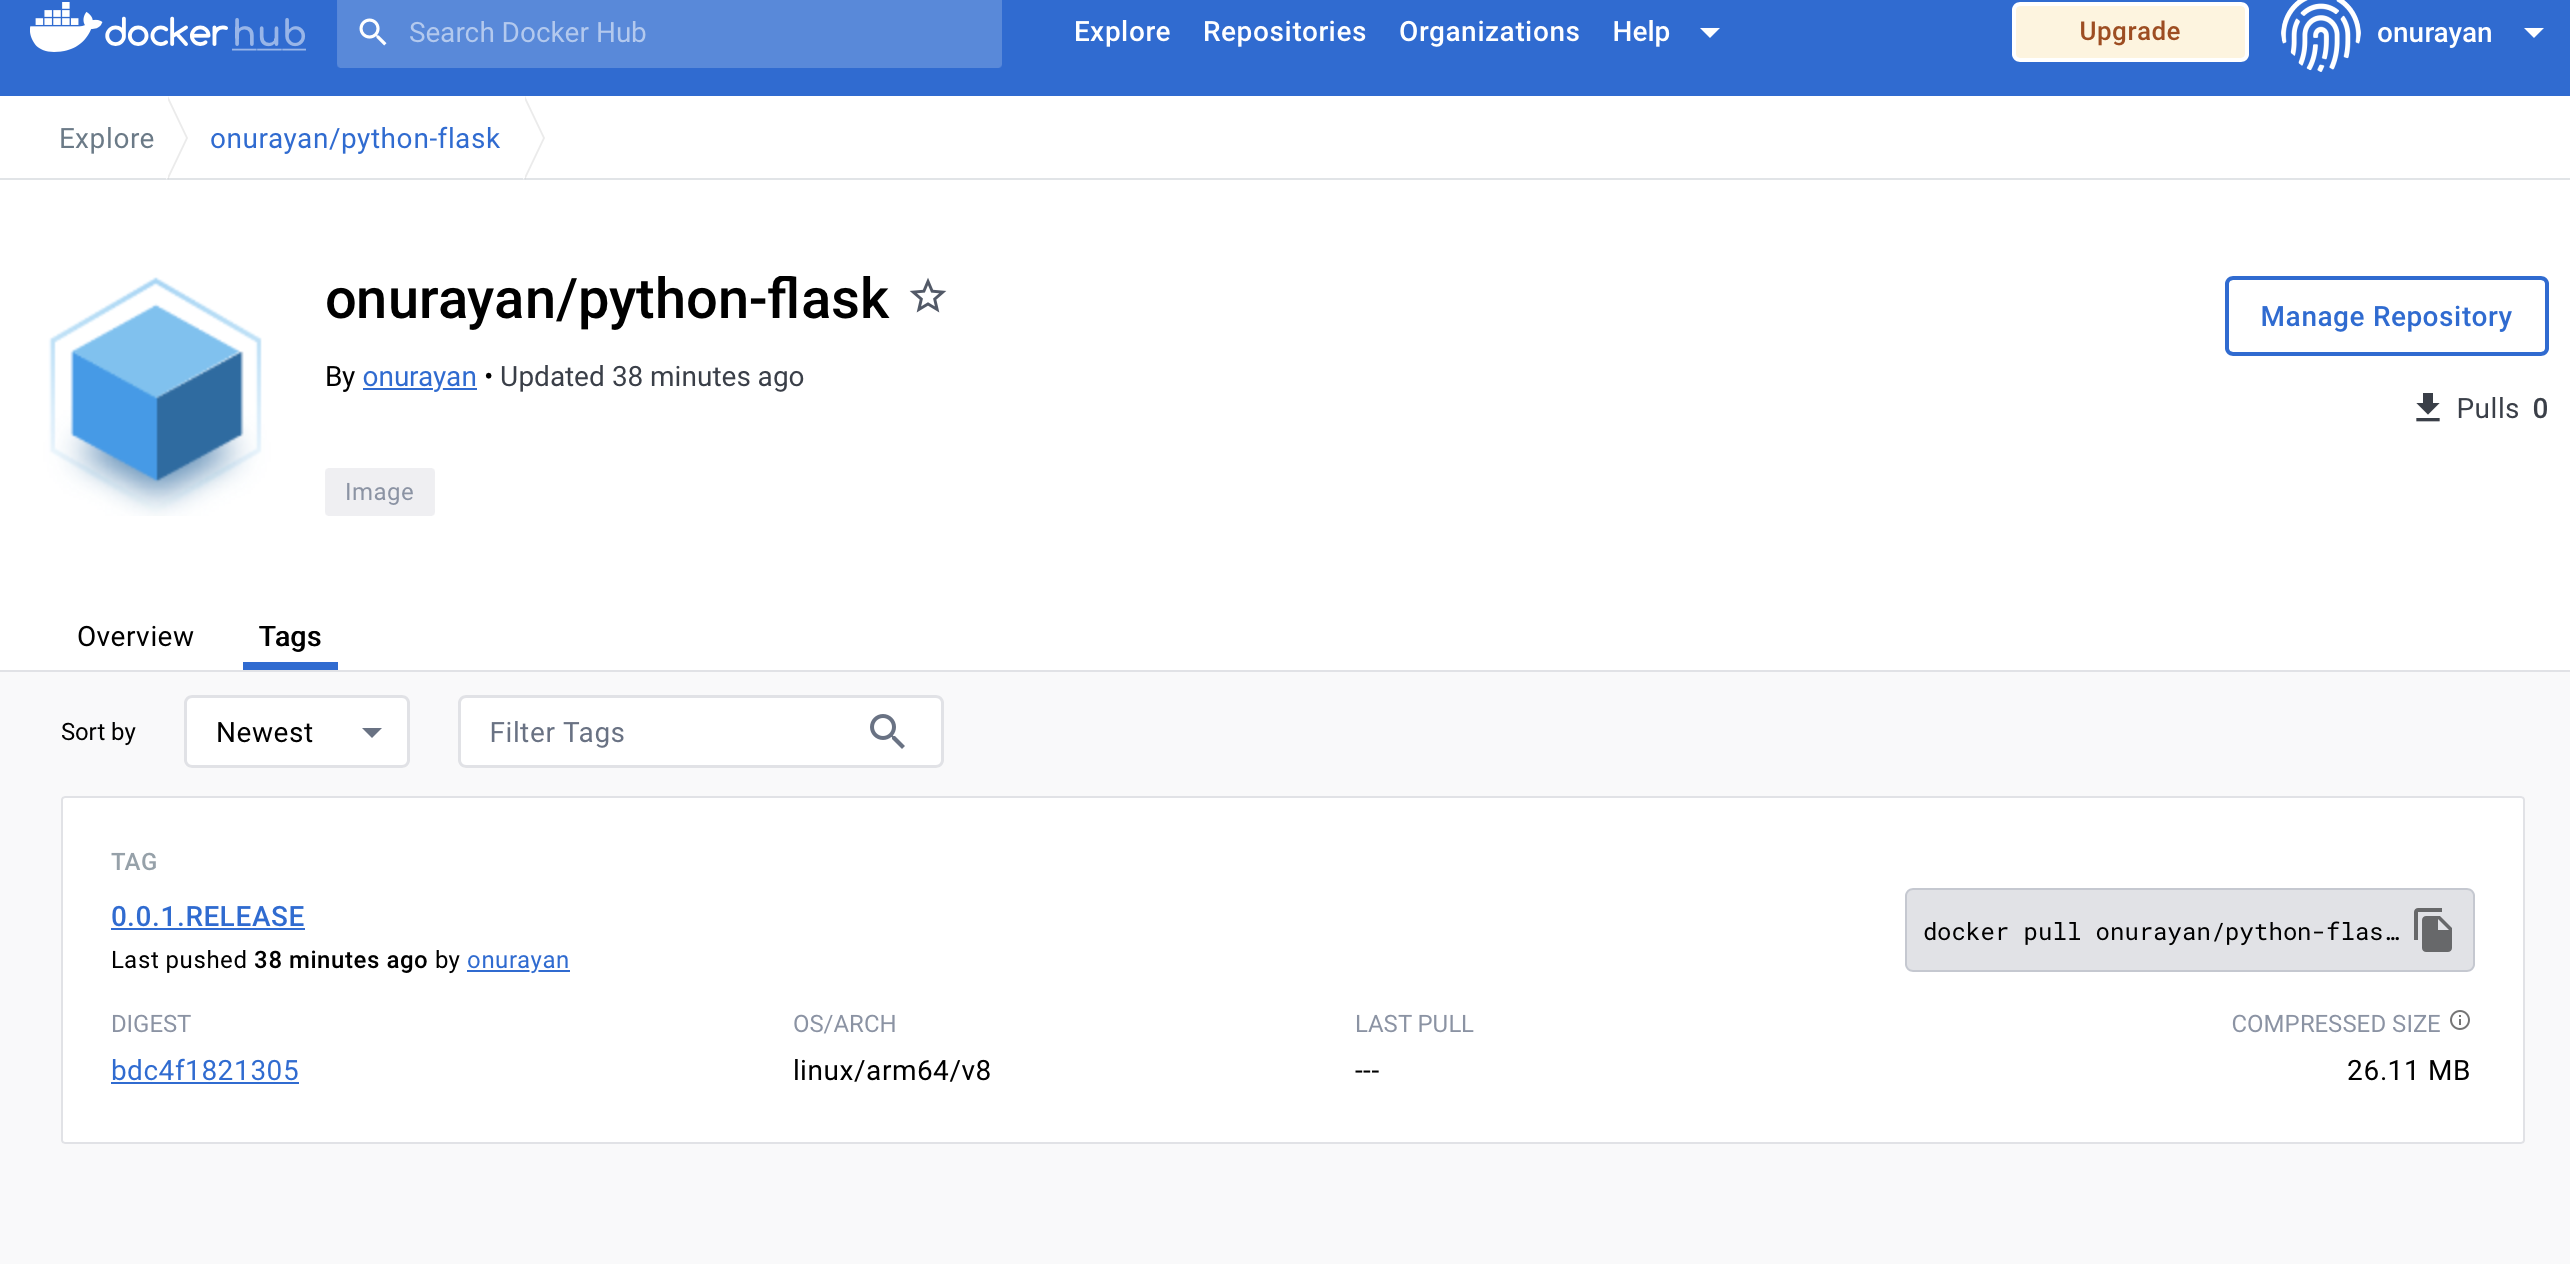 docker hub
Search Docker Hub
Explore
Repositories
Organizations
Help
Upgrade
onurayan
Explore
onurayan/python-flask
onurayan/python-flask
By onurayan • Updated 38 minutes ago
Manage Repository
Pulls 0
Image
Overview
Tags
Sort by
Newest
Filter Tags
TAG
0.0.1.RELEASE
Last pushed 38 minutes ago by onurayan
docker pull onurayan/python-flas…
DIGEST
OS/ARCH
LAST PULL
COMPRESSED SIZE
bdc4f1821305
linux/arm64/v8
---
26.11 MB